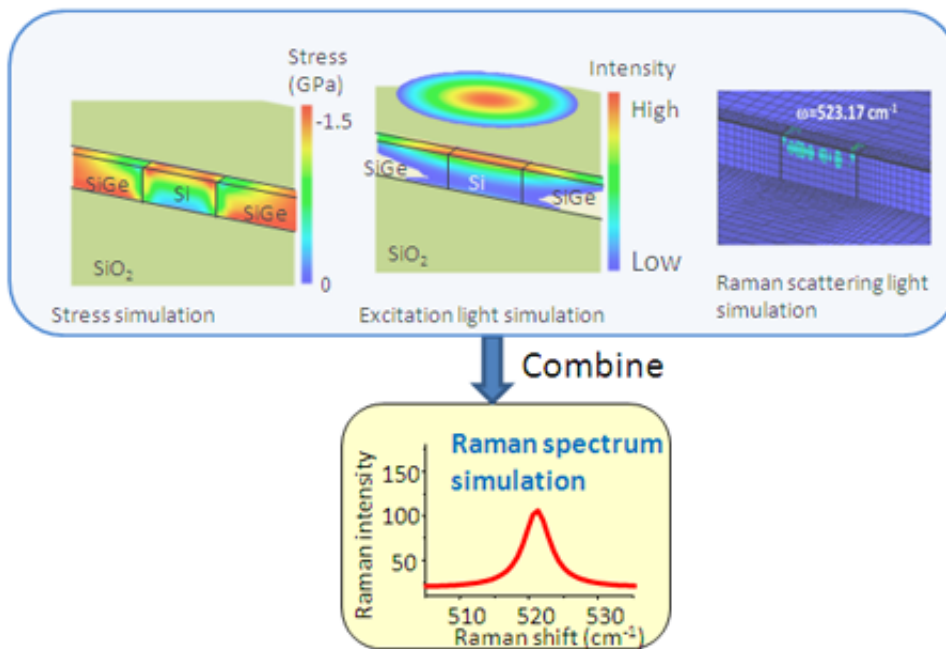 Stress
(GPa)
-1.5
0
SiGe
Si
SiGe
SiO₂
Stress simulation
Intensity
High
Low
SiGe
Si
SiGe
SiO₂
Excitation light simulation
ω=523.17 cm⁻¹
Raman scattering light
simulation
Combine
Raman spectrum
simulation
Raman intensity
150
100
50
510 520 530
Raman shift (cm⁻¹)